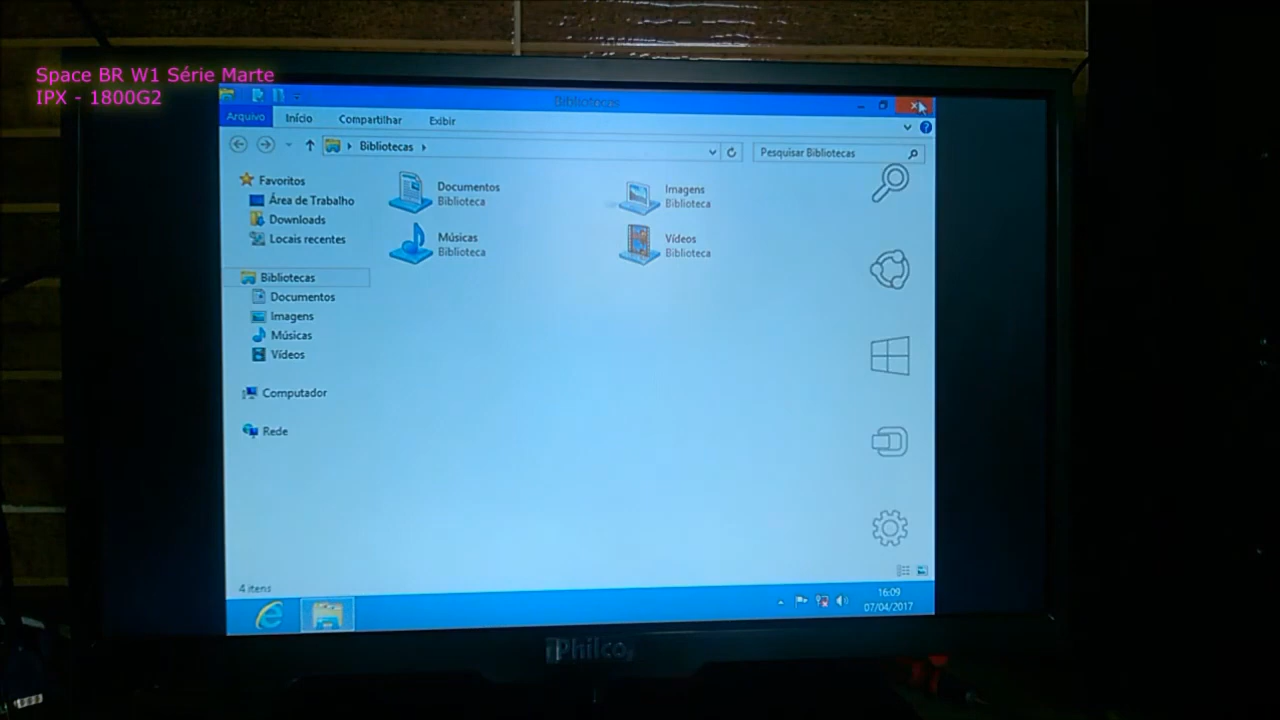 Space BR W1 Série Marte
IPX - 1800G2
Bibliotecas
Arquivo
Início
Compartilhar
Exibir
Bibliotecas
Pesquisar Bibliotecas
Favoritos
Área de Trabalho
Downloads
Locais recentes
Bibliotecas
Documentos
Imagens
Músicas
Vídeos
Computador
Rede
Documentos
Biblioteca
Imagens
Biblioteca
Músicas
Biblioteca
Vídeos
Biblioteca
4 itens
16:09
07/04/2017
Philco